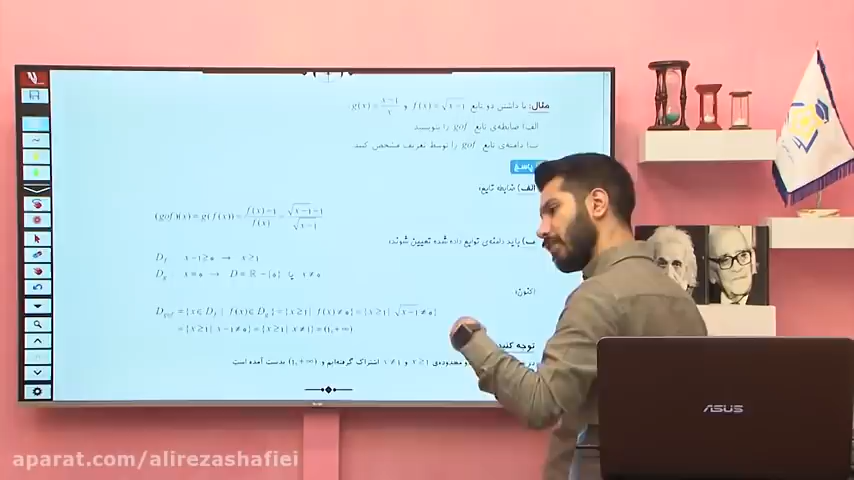 مثال: با داشتن دو تابع f(x)=√x-1 و g(x)=x-1/x
الف) ضابطه‌ی تابع gof را بنویسید
ب) دامنه‌ی تابع gof را توسط تعریف مشخص کنید.
الف) ضابطه تابع:
(gof)(x)=g(f(x))=f(x)-1/f(x)=√x-1-1/√x-1
ب) باید دامنه‌ی توابع داده شده تعیین شوند:
D_f x-1≥0 → x≥1
D_g x=0 → D=ℝ-{0} یا x≠0
اکنون:
D_gof={x∈D_f | f(x)∈D_g}={x≥1 | f(x)≠0}={x≥1 | √x-1≠0}
={x≥1 | x-1≠0}={x≥1 | x≠1}=(1,+∞)
توجه کنید
محدوده‌ی x≥1 و x≠1 اشتراک گرفته‌ایم و (1,+∞) بدست آمده است
ASUS
aparat.com/alirezashafiei